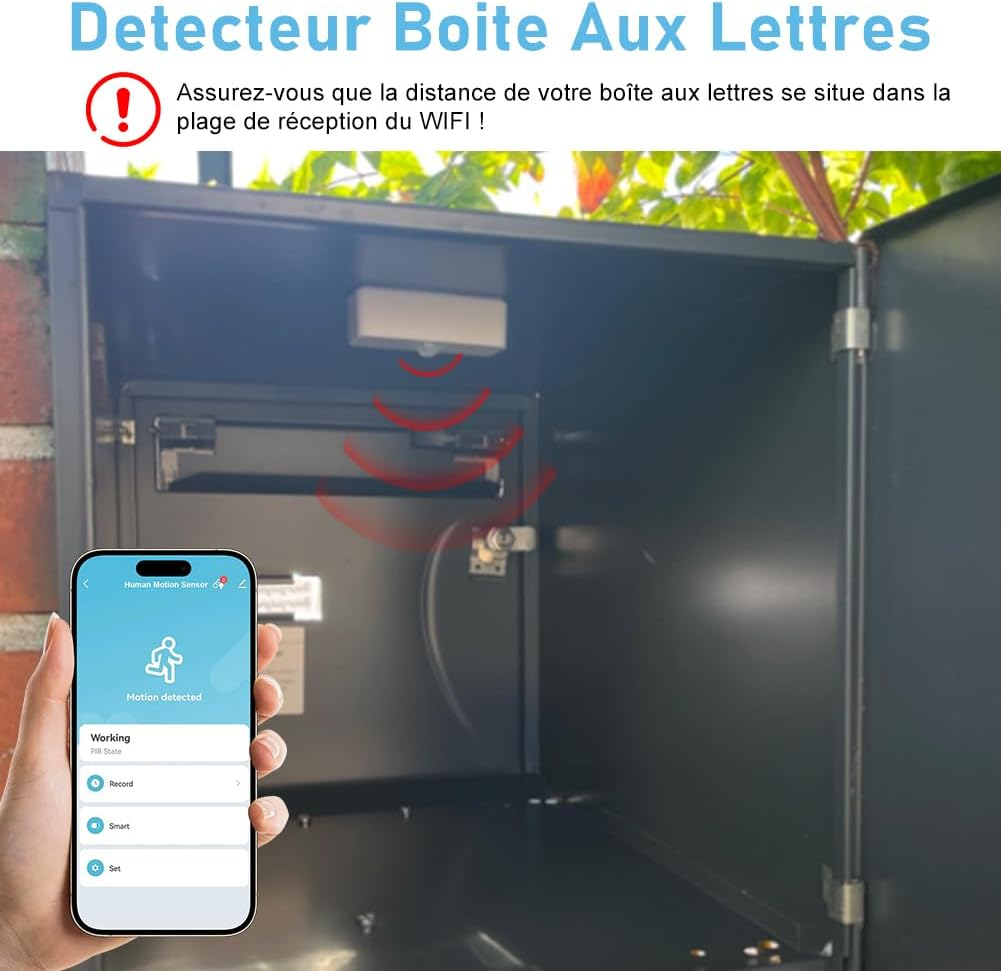 Detecteur Boite Aux Lettres
Assurez-vous que la distance de votre boîte aux lettres se situe dans la
plage de réception du WIFI !
Human Motion Sensor
Motion detected
Working
PIR State
Record
Smart
Set